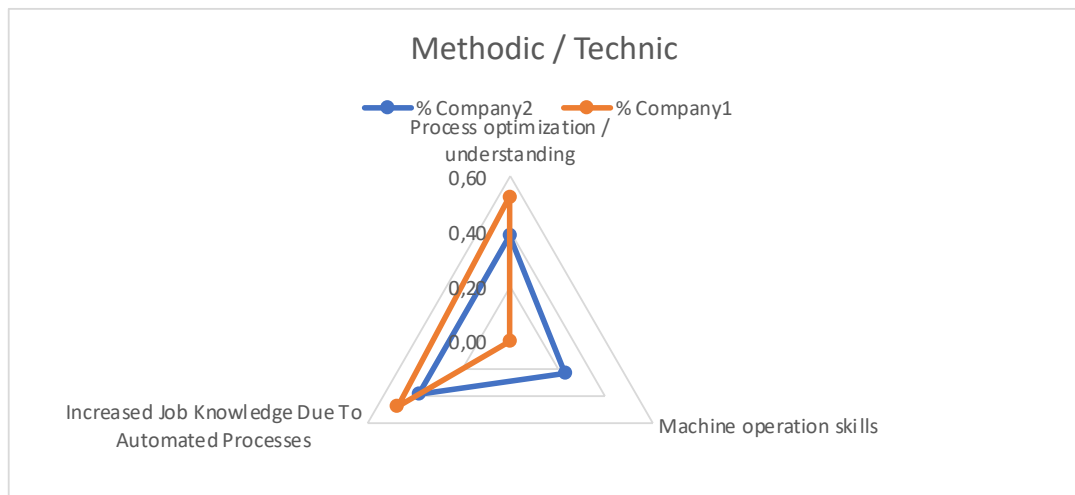 Methodic / Technic
% Company2 % Company1
Process optimization /
understanding
0,60
0,40
0,20
0,00
Increased Job Knowledge Due To
Automated Processes
Machine operation skills